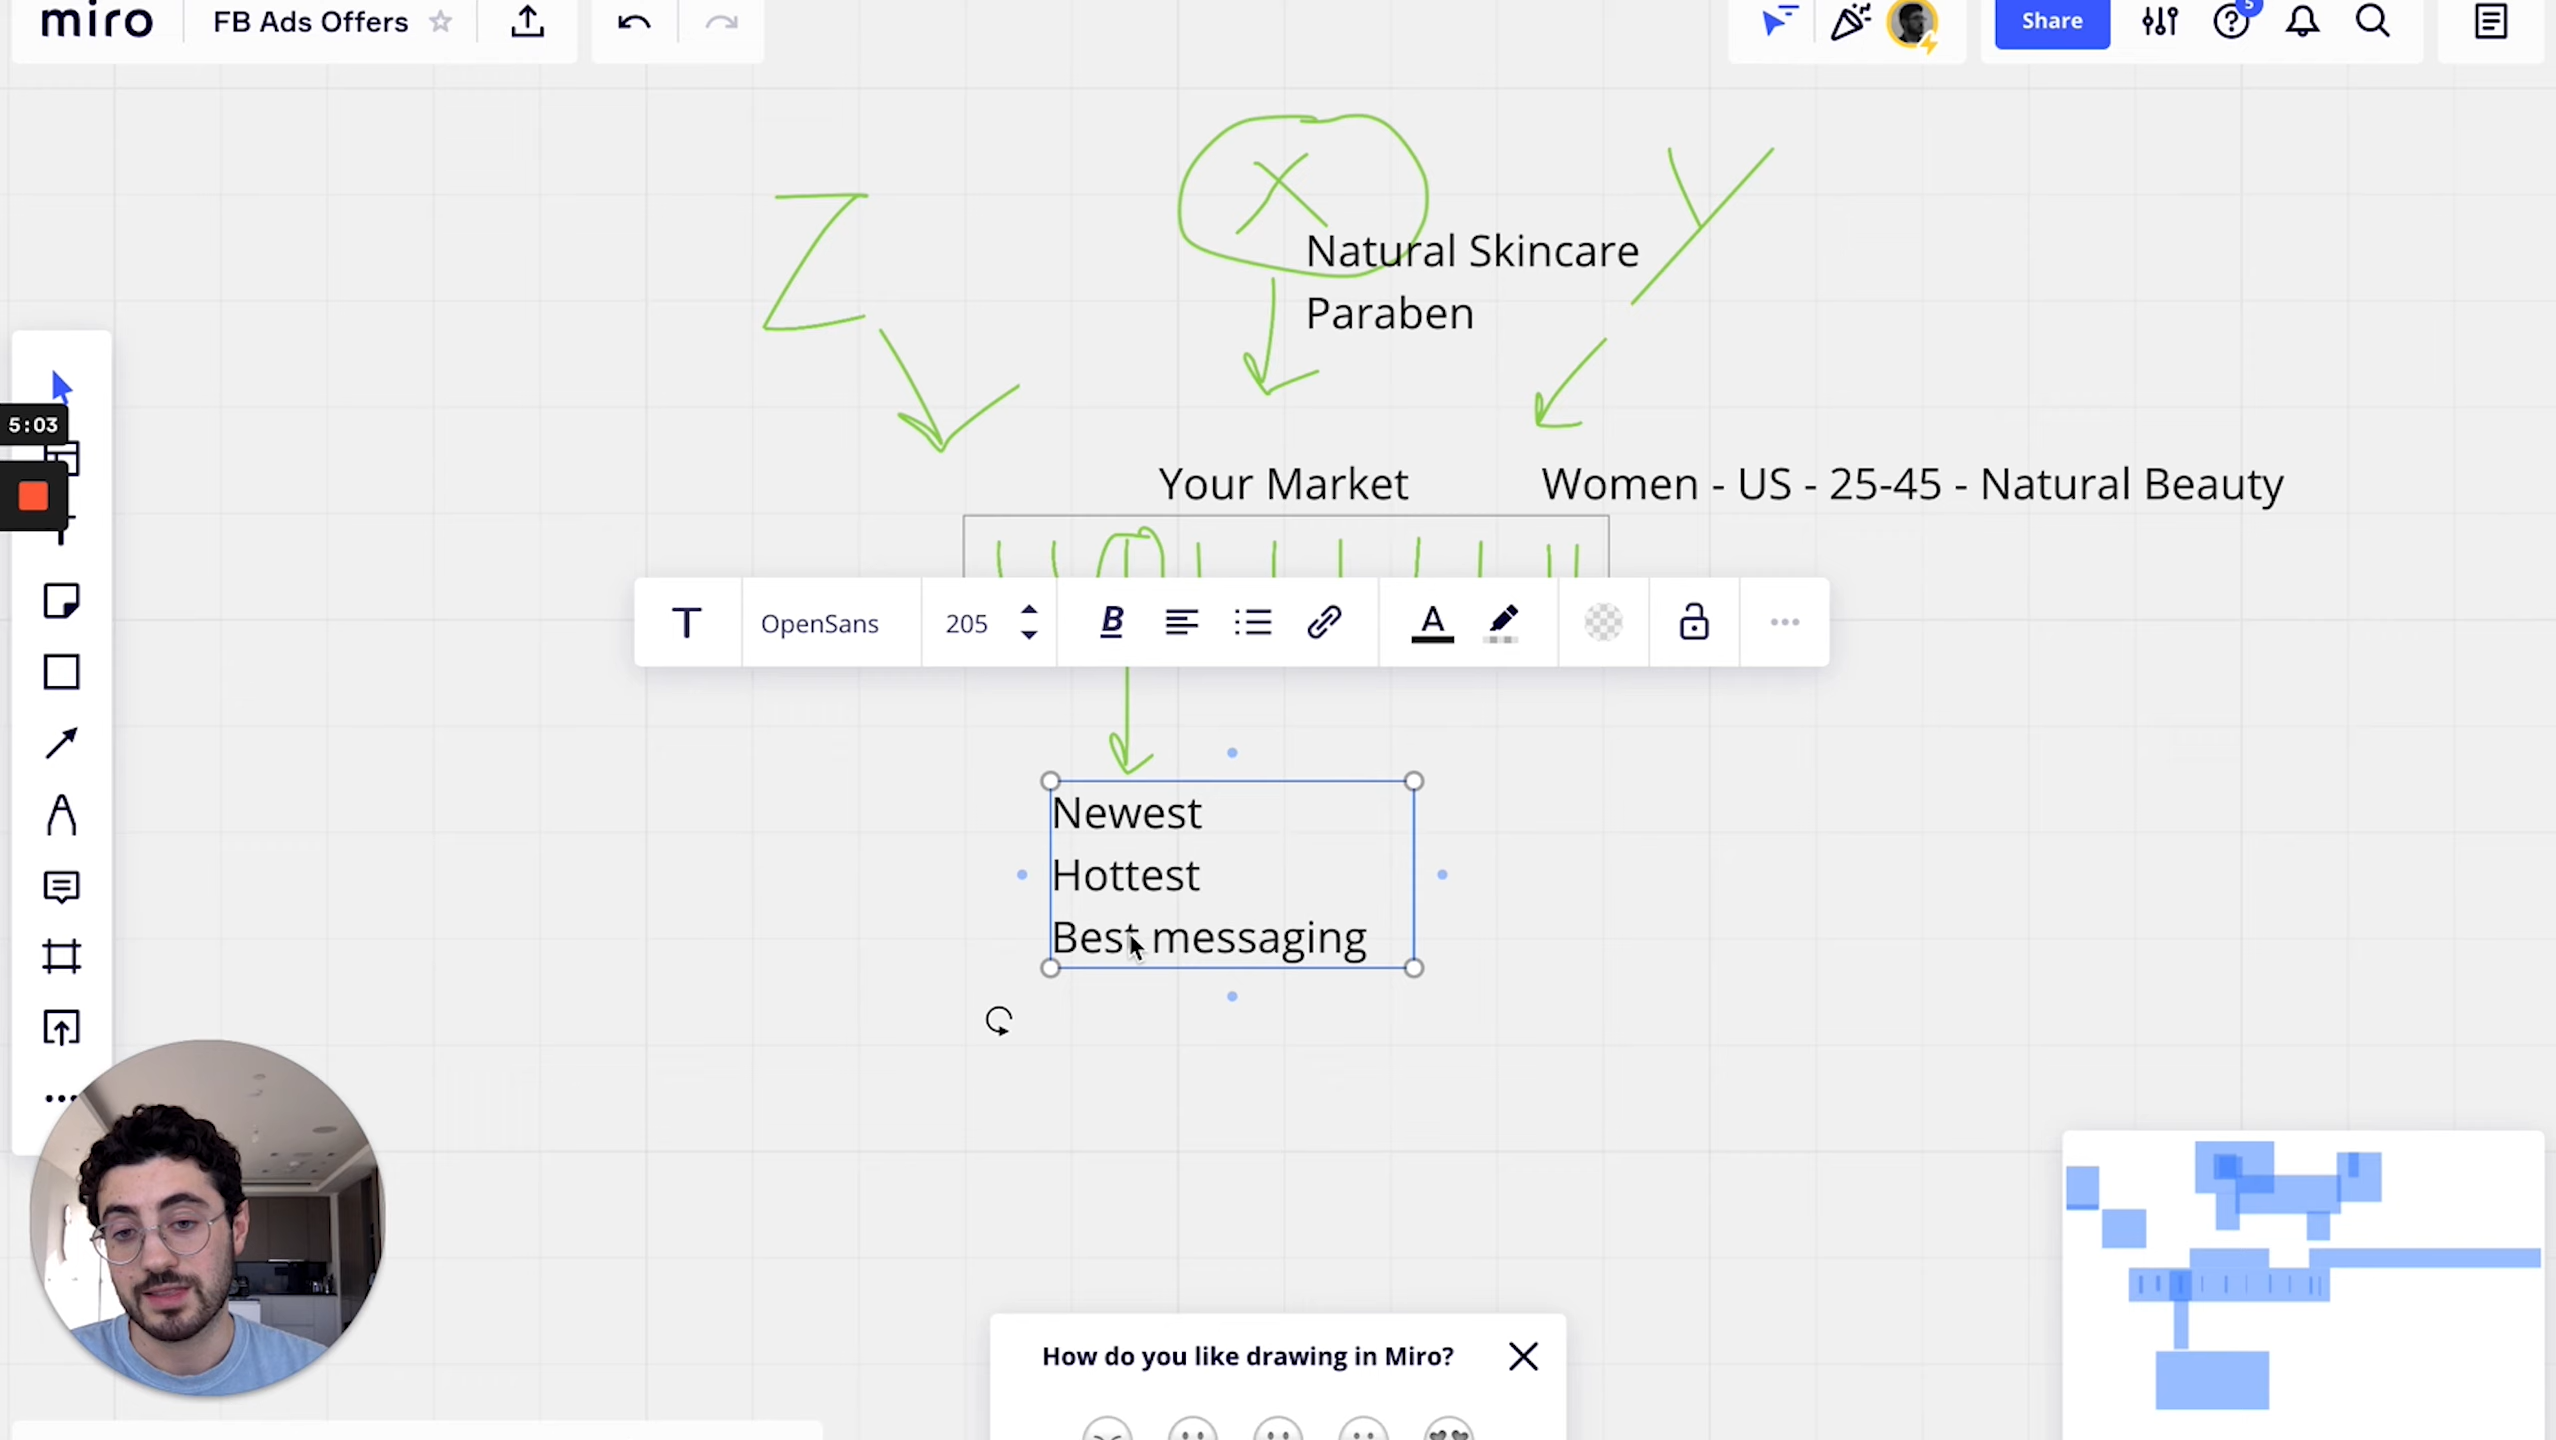 miro
FB Ads Offers
Share
5
Z
X
Y
Natural Skincare
Paraben
5:03
Your Market
Women - US - 25-45 - Natural Beauty
T
OpenSans
205
B
A
Newest
Hottest
Best messaging
How do you like drawing in Miro?